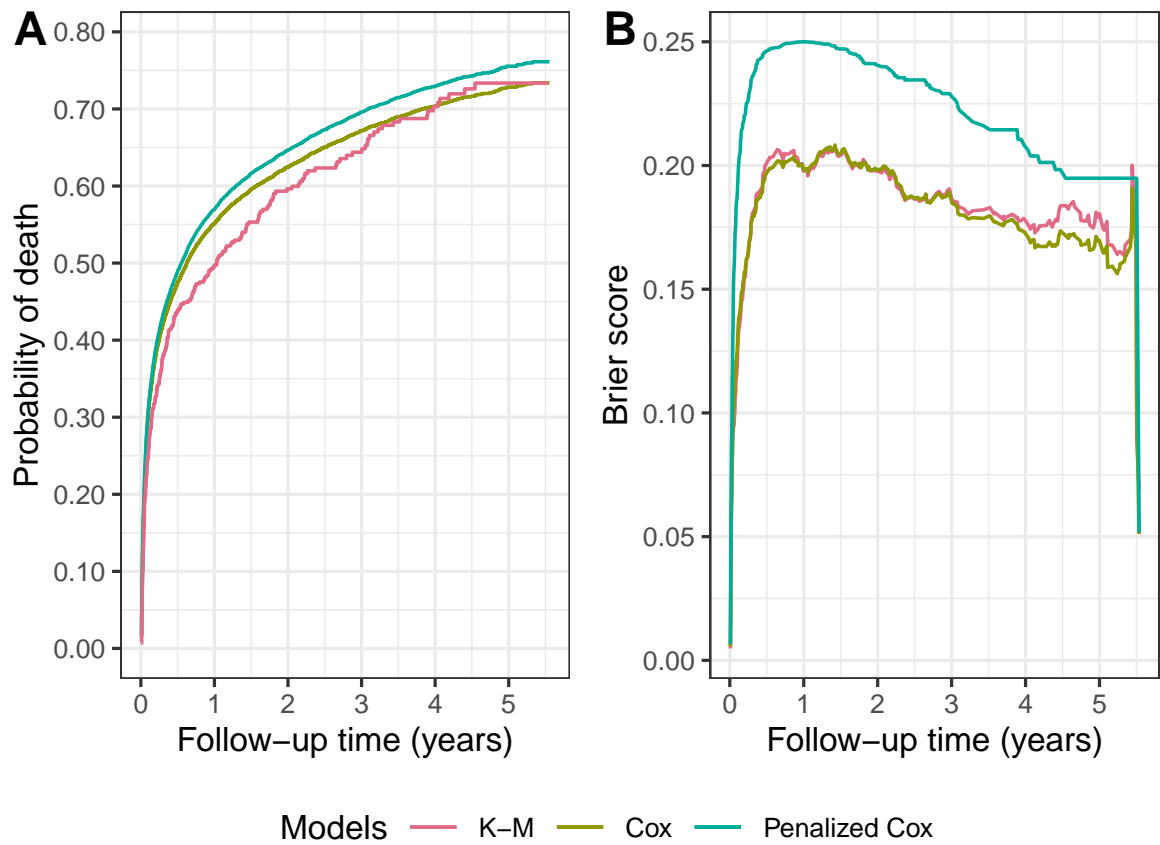 A
B
Probability of death
0.80
0.70
0.60
0.50
0.40
0.30
0.20
0.10
0.00
0 1 2 3 4 5
Follow−up time (years)
Brier score
0.25
0.20
0.15
0.10
0.05
0.00
0 1 2 3 4 5
Follow−up time (years)
Models K−M Cox Penalized Cox